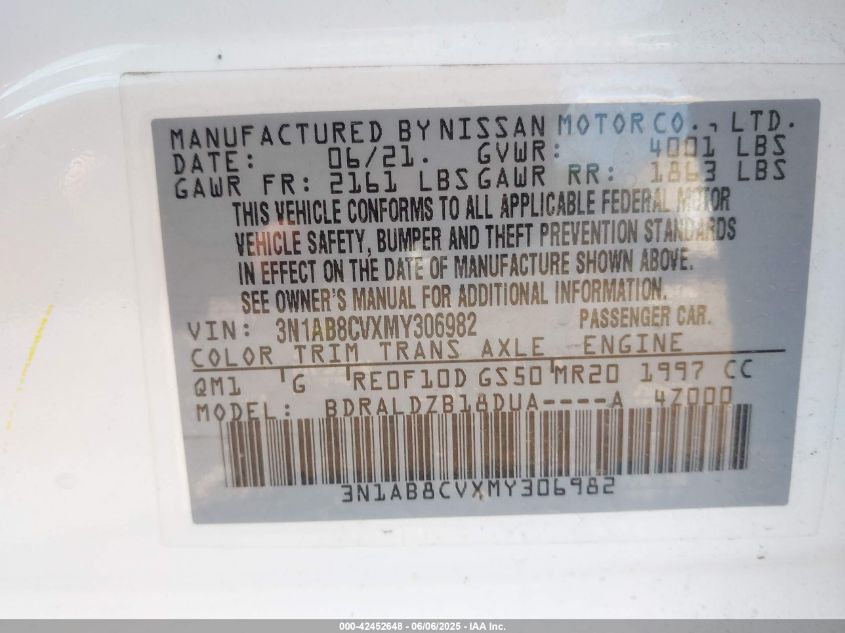 MANUFACTURED BY NISSAN MOTOR CO., LTD.
DATE: 06/21. GVWR: 4001 LBS
GAWR FR: 2161 LBS GAWR RR: 1863 LBS
THIS VEHICLE CONFORMS TO ALL APPLICABLE FEDERAL MOTOR
VEHICLE SAFETY, BUMPER AND THEFT PREVENTION STANDARDS
IN EFFECT ON THE DATE OF MANUFACTURE SHOWN ABOVE.
SEE OWNER'S MANUAL FOR ADDITIONAL INFORMATION.
VIN: 3N1AB8CVXMY306982 PASSENGER CAR.
COLOR TRIM TRANS AXLE ENGINE
QM1 G RE0F10D GS50 MR20 1997 CC
MODEL: BDRALDZB18DUA----A 4Z000
3N1AB8CVXMY306982
000-42452648 - 06/06/2025 - IAA Inc.